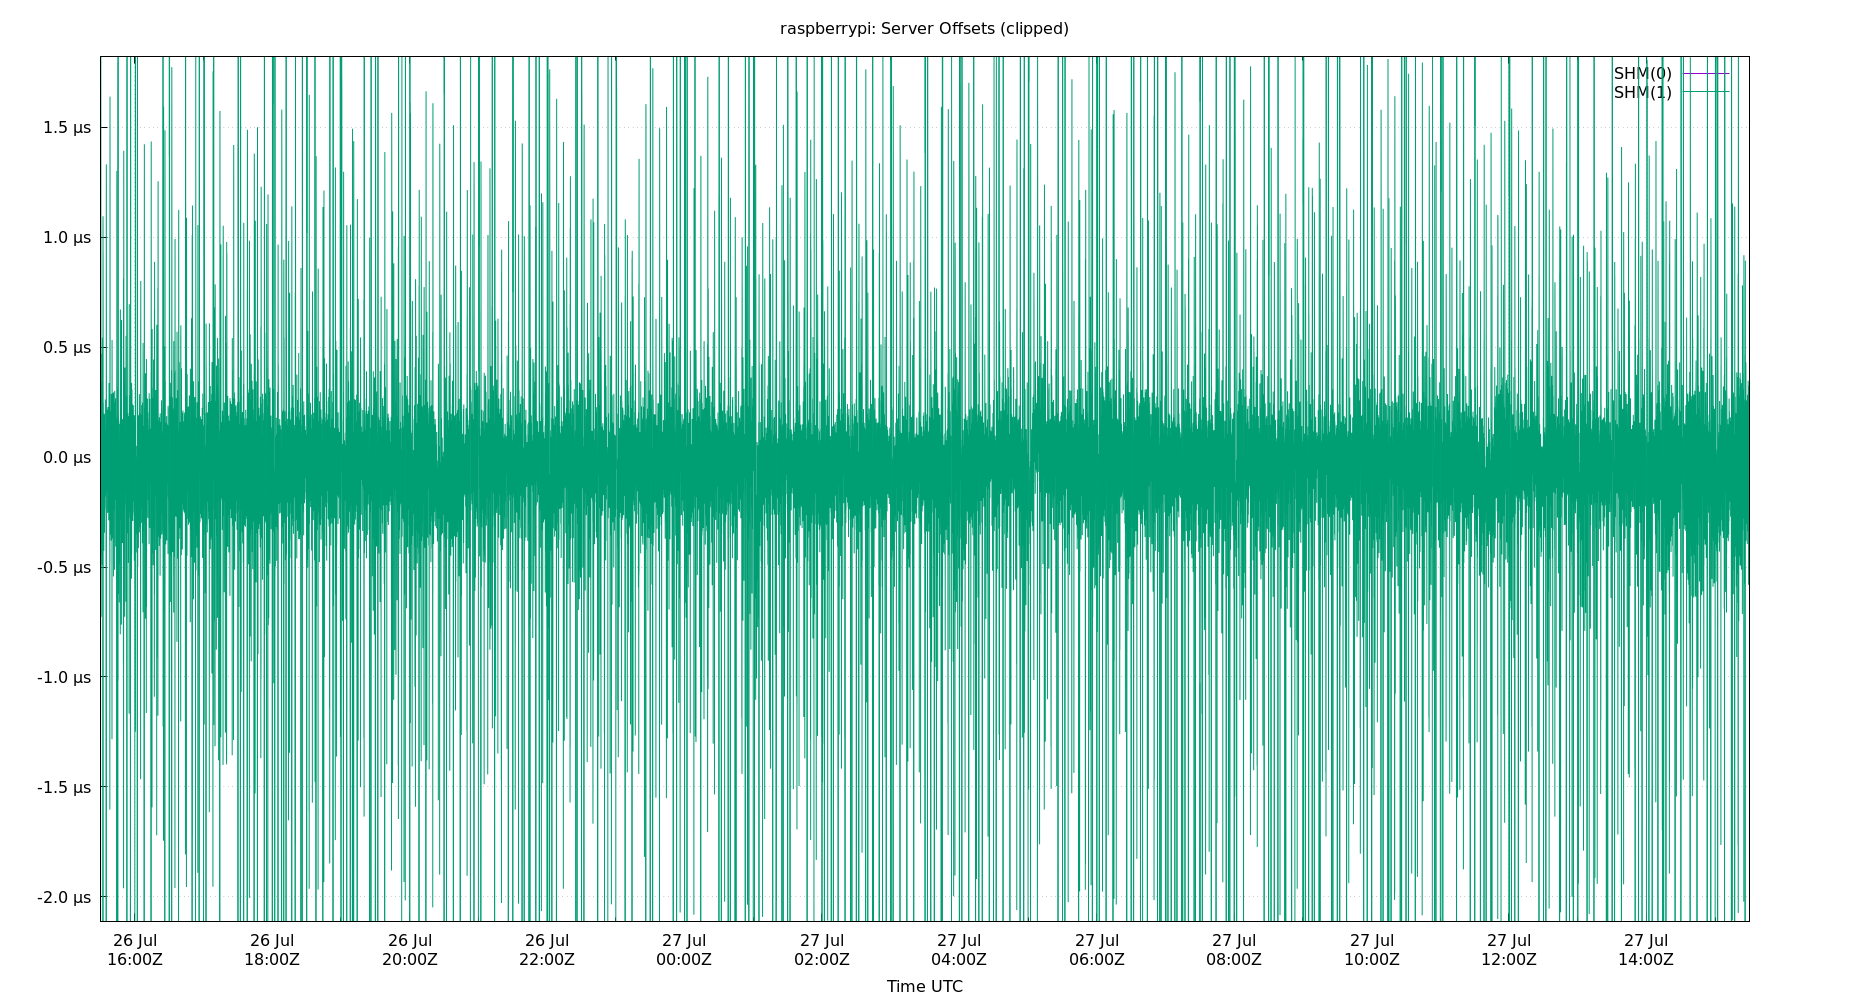 raspberrypi: Server Offsets (clipped)
SHM(0)
SHM(1)
1.5 µs
1.0 µs
0.5 µs
0.0 µs
-0.5 µs
-1.0 µs
-1.5 µs
-2.0 µs
26 Jul 26 Jul 26 Jul 26 Jul 27 Jul 27 Jul 27 Jul 27 Jul 27 Jul 27 Jul 27 Jul 27 Jul
16:00Z 18:00Z 20:00Z 22:00Z 00:00Z 02:00Z 04:00Z 06:00Z 08:00Z 10:00Z 12:00Z 14:00Z
Time UTC